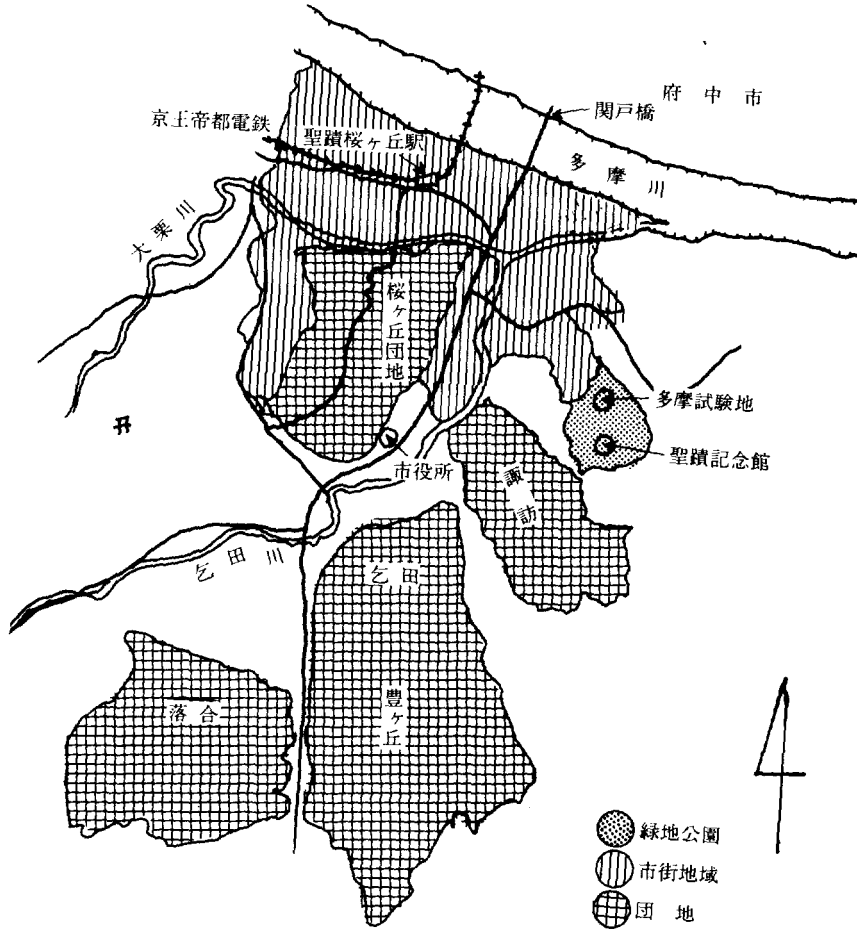 府中市
関戸橋
京王帝都電鉄
聖蹟桜ヶ丘駅
多摩川
大栗川
桜ヶ丘団地
多摩試験地
聖蹟記念館
市役所
諏訪
乞田川
乞田
豊ヶ丘
落合
緑地公園
市街地域
団地